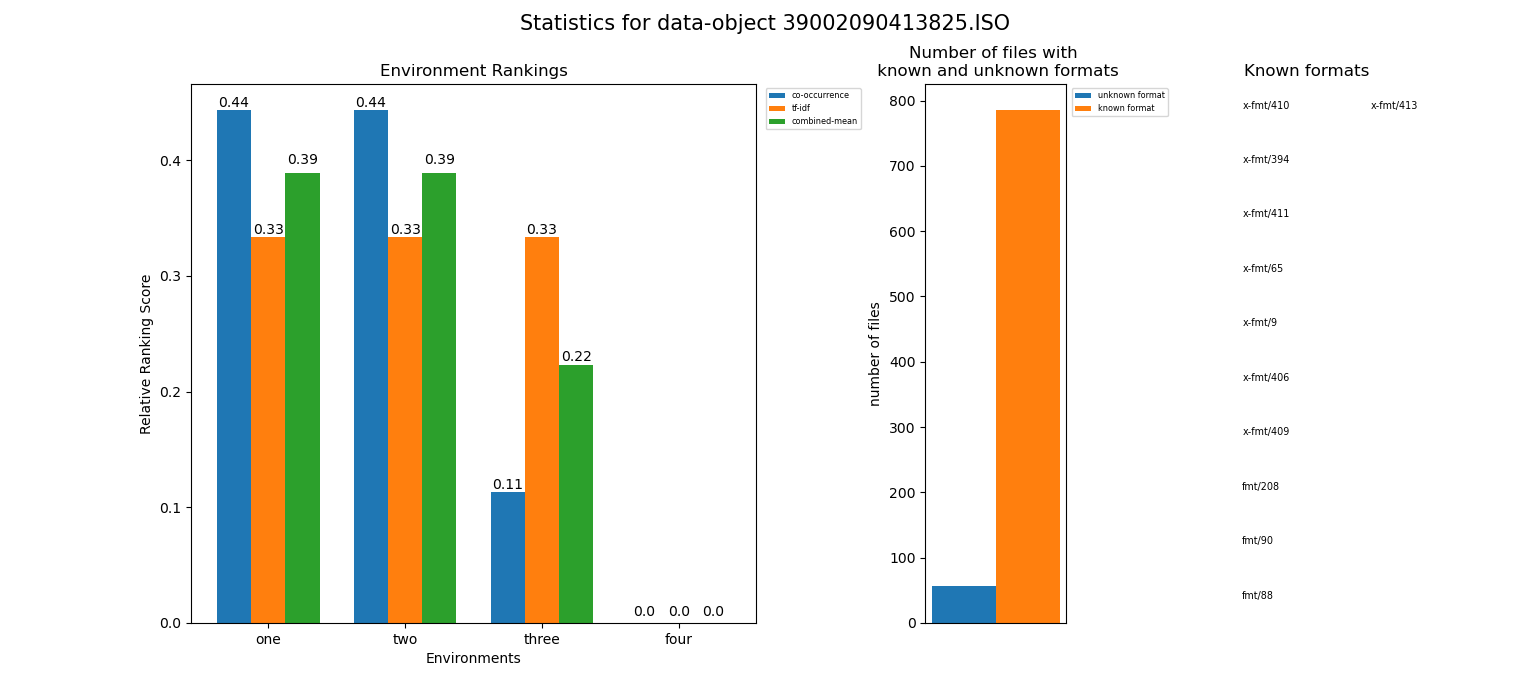 Statistics for data-object 39002090413825.ISO
Environment Rankings
Relative Ranking Score
0.4
0.3
0.2
0.1
0.0
0.44
0.33
0.39
0.44
0.33
0.39
0.11
0.33
0.22
0.0
0.0
0.0
one
two
three
four
Environments
co-occurrence
tf-idf
combined-mean
Number of files with
known and unknown formats
number of files
800
700
600
500
400
300
200
100
0
unknown format
known format
Known formats
x-fmt/410
x-fmt/413
x-fmt/394
x-fmt/411
x-fmt/65
x-fmt/9
x-fmt/406
x-fmt/409
fmt/208
fmt/90
fmt/88